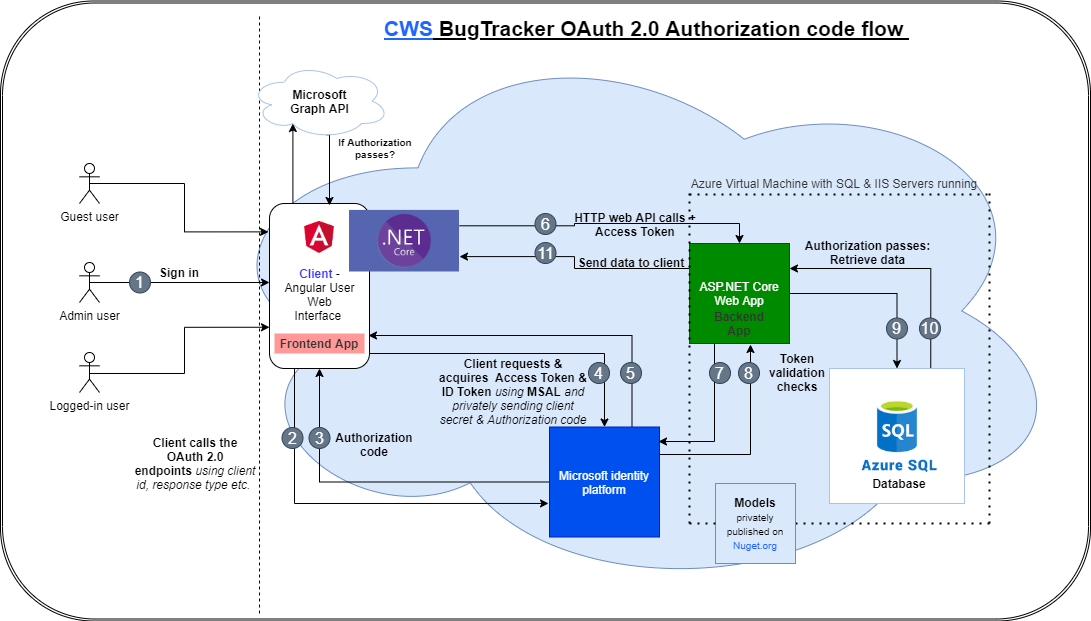 CWS BugTracker OAuth 2.0 Authorization code flow
Microsoft
Graph API
If Authorization
passes?
Azure Virtual Machine with SQL & IIS Servers running
Guest user
.NET
Core
6
HTTP web API calls +
Access Token
11
Send data to client
Authorization passes:
Retrieve data
1
Sign in
Admin user
Client -
Angular User
Web
Interface
Frontend App
ASP.NET Core
Web App
Backend
App
9
10
Logged-in user
Client requests &
acquires Access Token &
ID Token using MSAL and
privately sending client
secret & Authorization code
4
5
7
8
Token
validation
checks
Client calls the
OAuth 2.0
endpoints using client
id, response type etc.
2
3
Authorization
code
Microsoft identity
platform
SQL
Azure SQL
Database
Models
privately
published on
Nuget.org